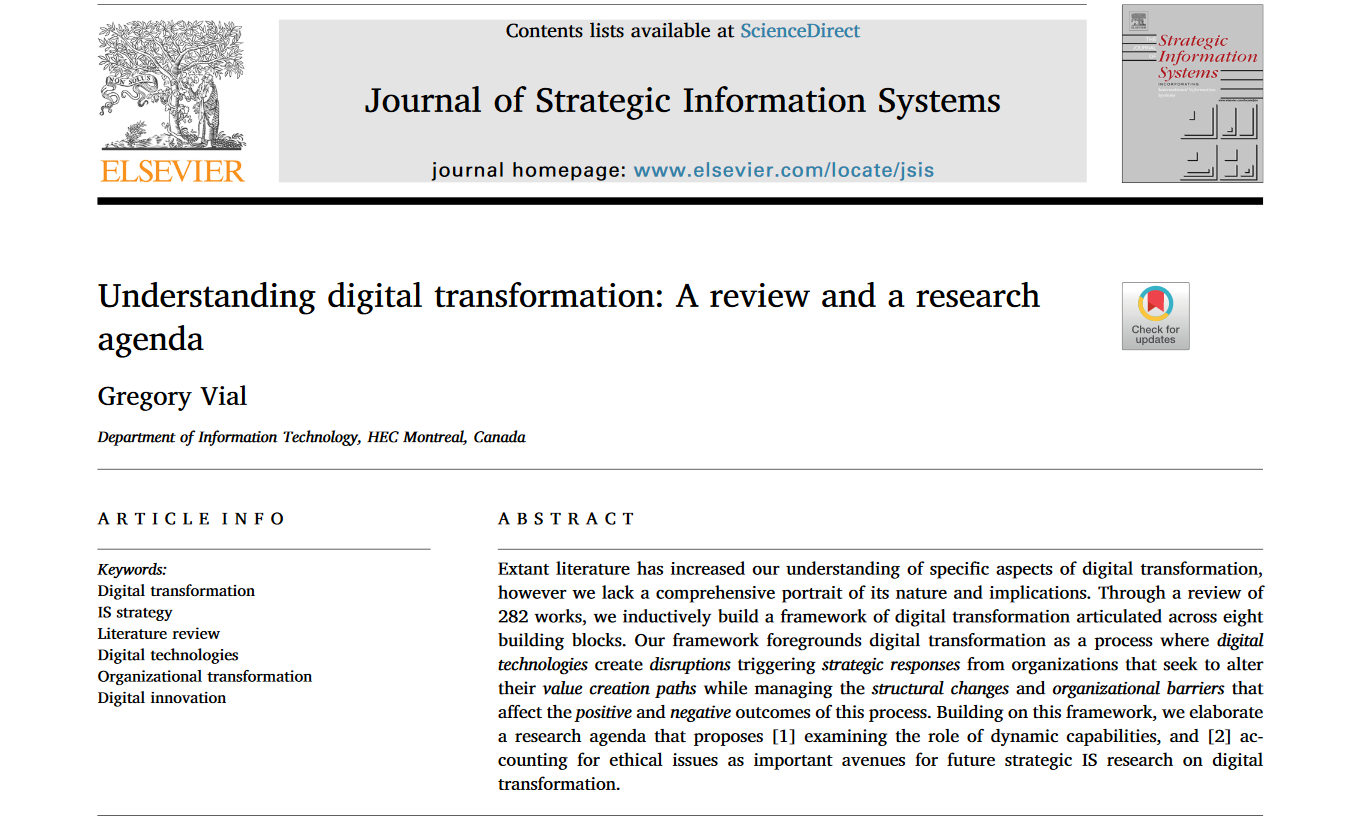 Contents lists available at ScienceDirect
Journal of Strategic Information Systems
journal homepage: www.elsevier.com/locate/jsis
ELSEVIER
Strategic
Information
Systems
Understanding digital transformation: A review and a research
agenda
Check for
updates
Gregory Vial
Department of Information Technology, HEC Montreal, Canada
ARTICLE INFO
Keywords:
Digital transformation
IS strategy
Literature review
Digital technologies
Organizational transformation
Digital innovation
ABSTRACT
Extant literature has increased our understanding of specific aspects of digital transformation,
however we lack a comprehensive portrait of its nature and implications. Through a review of
282 works, we inductively build a framework of digital transformation articulated across eight
building blocks. Our framework foregrounds digital transformation as a process where digital
technologies create disruptions triggering strategic responses from organizations that seek to alter
their value creation paths while managing the structural changes and organizational barriers that
affect the positive and negative outcomes of this process. Building on this framework, we elaborate
a research agenda that proposes [1] examining the role of dynamic capabilities, and [2] ac-
counting for ethical issues as important avenues for future strategic IS research on digital
transformation.